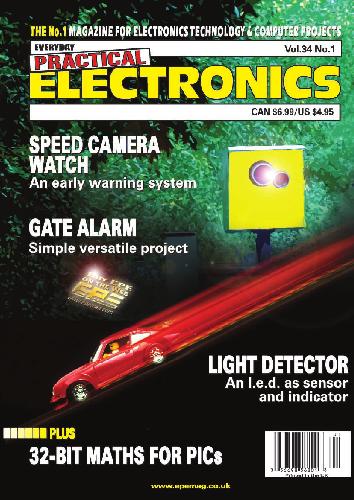 THE No.1 MAGAZINE FOR ELECTRONICS TECHNOLOGY & COMPUTER PROJECTS
EVERYDAY
Vol.34 No.1
PRACTICAL
ELECTRONICS
CAN $6.99/US $4.95
SPEED CAMERA
WATCH
An early warning system
GATE ALARM
Simple versatile project
LIGHT DETECTOR
An l.e.d. as sensor
and indicator
PLUS
32-BIT MATHS FOR PICs
www.epemag.co.uk